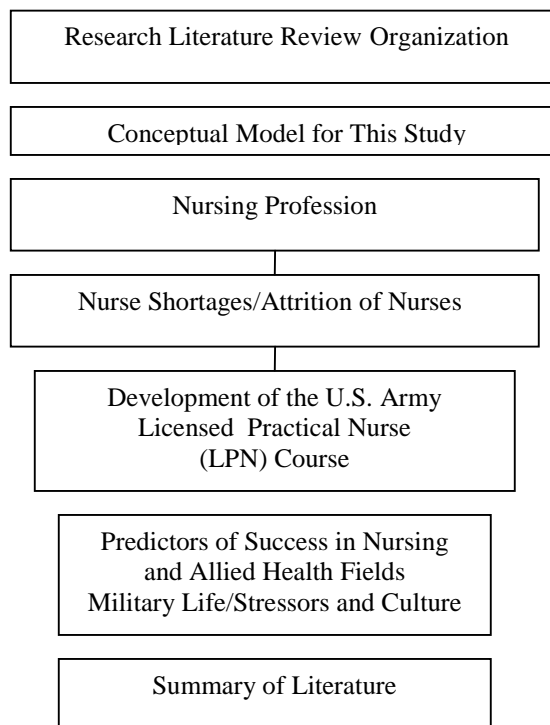 Research Literature Review Organization
Conceptual Model for This Study
Nursing Profession
Nurse Shortages/Attrition of Nurses
Development of the U.S. Army
Licensed Practical Nurse
(LPN) Course
Predictors of Success in Nursing
and Allied Health Fields
Military Life/Stressors and Culture
Summary of Literature